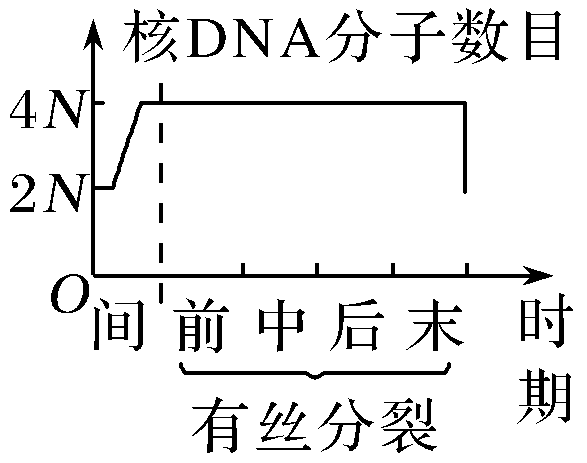 核DNA分子数目
4N
2N
O
间 前 中 后 末 时期
有丝分裂